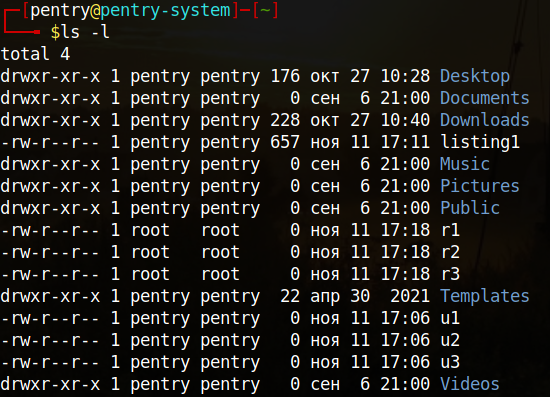 ┌─[pentry@pentry-system]─[~]
└──╼ $ls -l
total 4
drwxr-xr-x 1 pentry pentry 176 окт 27 10:28 Desktop
drwxr-xr-x 1 pentry pentry   0 сен  6 21:00 Documents
drwxr-xr-x 1 pentry pentry 228 окт 27 10:40 Downloads
-rw-r--r-- 1 pentry pentry 657 ноя 11 17:11 listing1
drwxr-xr-x 1 pentry pentry   0 сен  6 21:00 Music
drwxr-xr-x 1 pentry pentry   0 сен  6 21:00 Pictures
drwxr-xr-x 1 pentry pentry   0 сен  6 21:00 Public
-rw-r--r-- 1 root   root     0 ноя 11 17:18 r1
-rw-r--r-- 1 root   root     0 ноя 11 17:18 r2
-rw-r--r-- 1 root   root     0 ноя 11 17:18 r3
drwxr-xr-x 1 pentry pentry  22 апр 30  2021 Templates
-rw-r--r-- 1 pentry pentry   0 ноя 11 17:06 u1
-rw-r--r-- 1 pentry pentry   0 ноя 11 17:06 u2
-rw-r--r-- 1 pentry pentry   0 ноя 11 17:06 u3
drwxr-xr-x 1 pentry pentry   0 сен  6 21:00 Videos